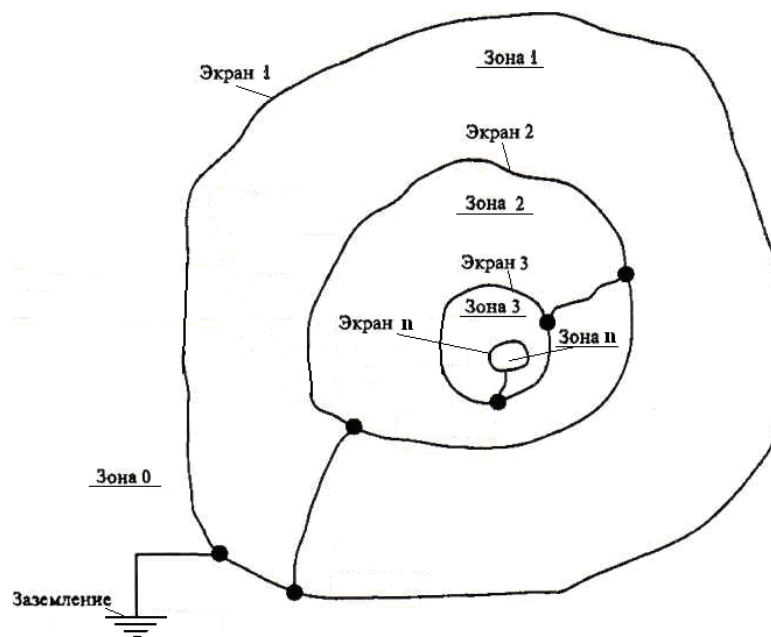 Зона 1
Экран 1
Экран 2
Зона 2
Экран 3
Зона 3
Экран n
Зона n
Зона 0
Заземление